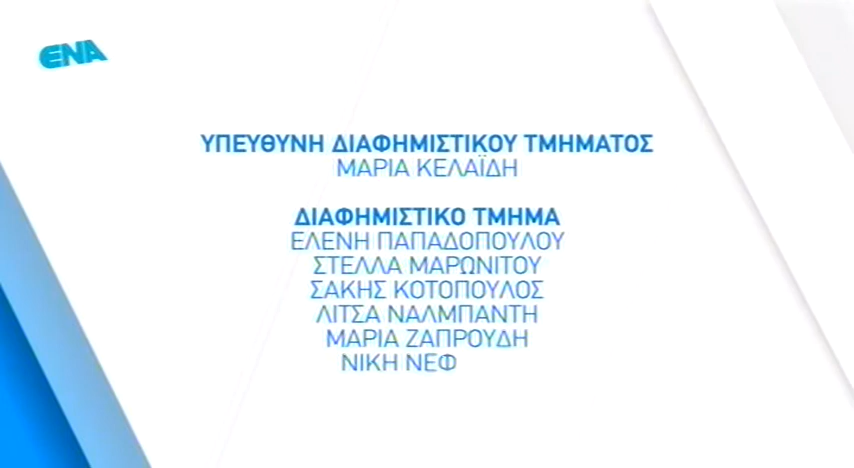 ENA
ΥΠΕΥΘΥΝΗ ΔΙΑΦΗΜΙΣΤΙΚΟΥ ΤΜΗΜΑΤΟΣ
ΜΑΡΙΑ ΚΕΛΑΪΔΗ
ΔΙΑΦΗΜΙΣΤΙΚΟ ΤΜΗΜΑ
ΕΛΕΝΗ ΠΑΠΑΔΟΠΟΥΛΟΥ
ΣΤΕΛΛΑ ΜΑΡΩΝΙΤΟΥ
ΣΑΚΗΣ ΚΟΤΟΠΟΥΛΟΣ
ΛΙΤΣΑ ΝΑΛΜΠΑΝΤΗ
ΜΑΡΙΑ ΖΑΠΡΟΥΔΗ
ΝΙΚΗ ΝΕΦ